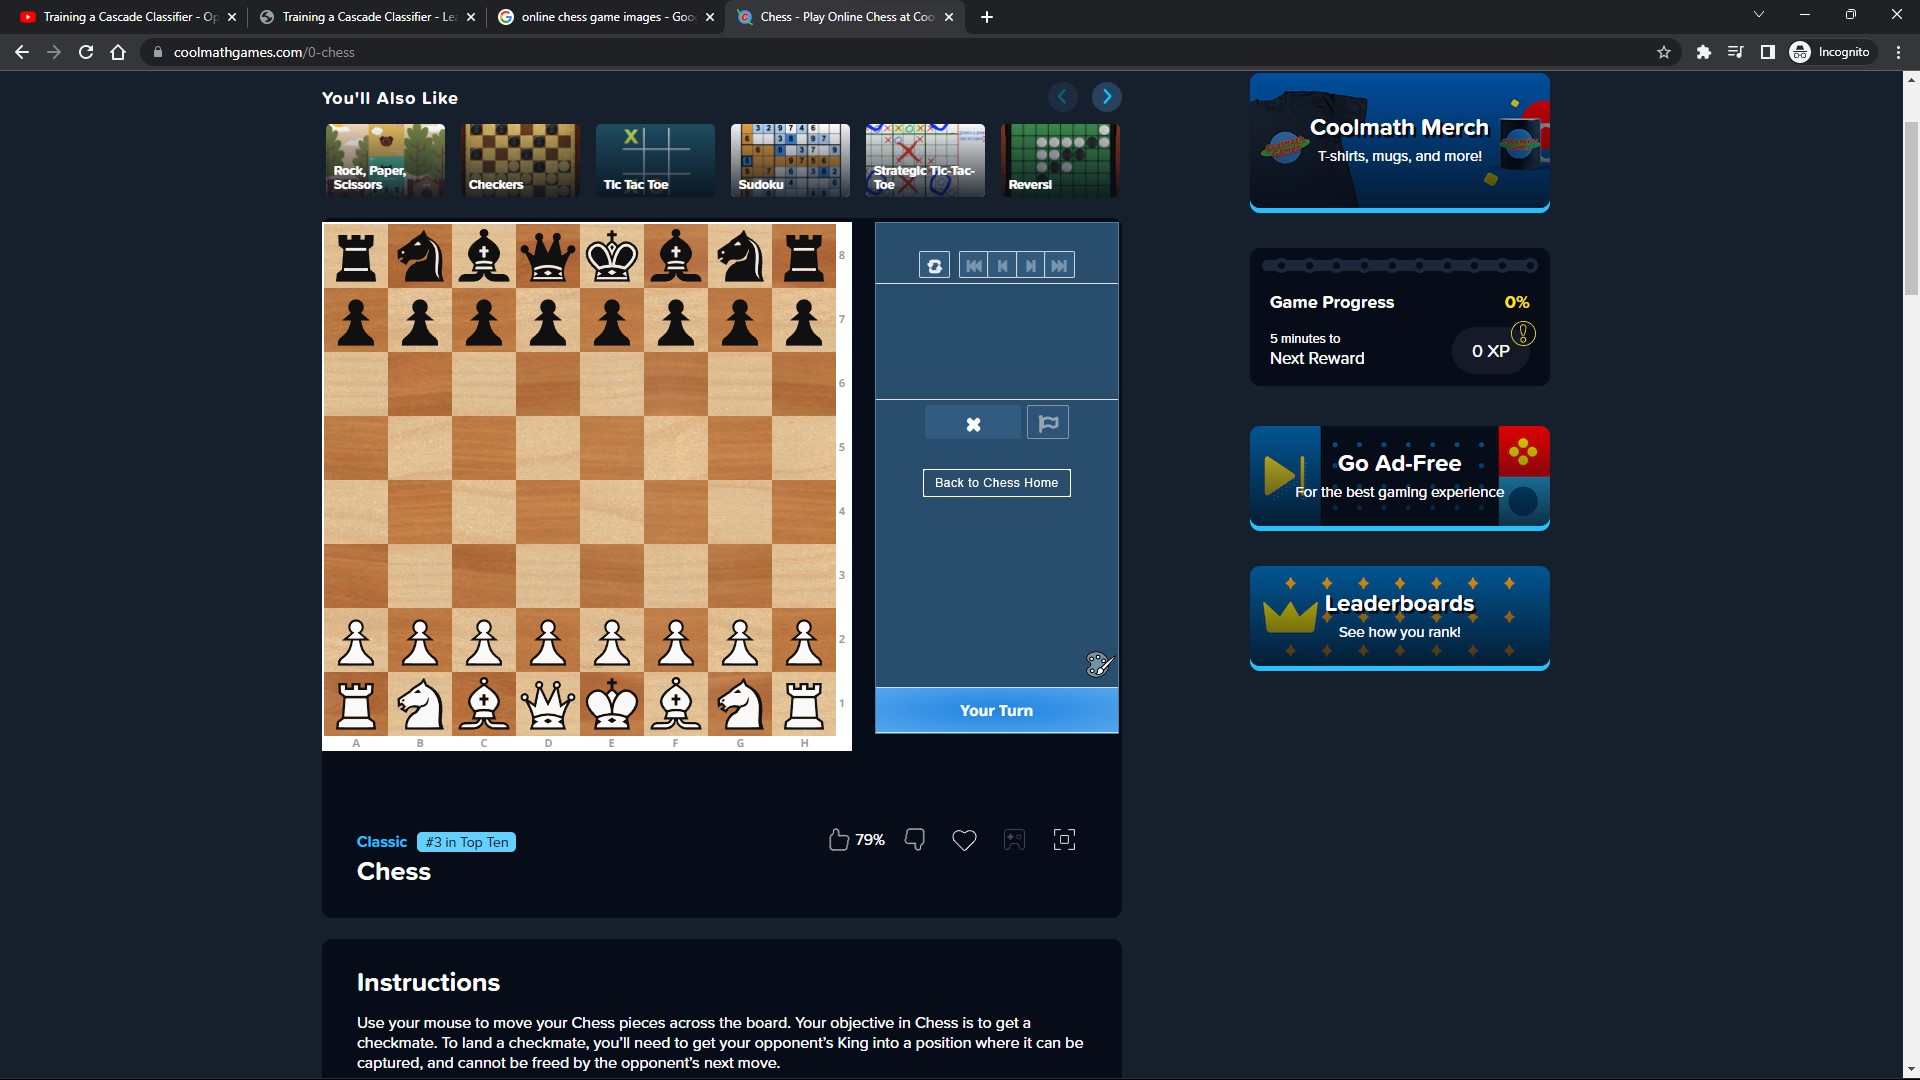 Training a Cascade Classifier - Op
Training a Cascade Classifier - Le
online chess game images - Goo
Chess - Play Online Chess at Coo
coolmathgames.com/0-chess
Incognito
You'll Also Like
Rock, Paper,
Scissors
Checkers
Tic Tac Toe
Sudoku
Strategic Tic-Tac-
Toe
Reversi
Coolmath Merch
T-shirts, mugs, and more!
Game Progress
0%
5 minutes to
Next Reward
0 XP
Go Ad-Free
For the best gaming experience
Leaderboards
See how you rank!
8
7
6
5
4
3
2
1
A B C D E F G H
Back to Chess Home
Your Turn
Classic
#3 in Top Ten
79%
Chess
Instructions
Use your mouse to move your Chess pieces across the board. Your objective in Chess is to get a
checkmate. To land a checkmate, you'll need to get your opponent's King into a position where it can be
captured, and cannot be freed by the opponent's next move.